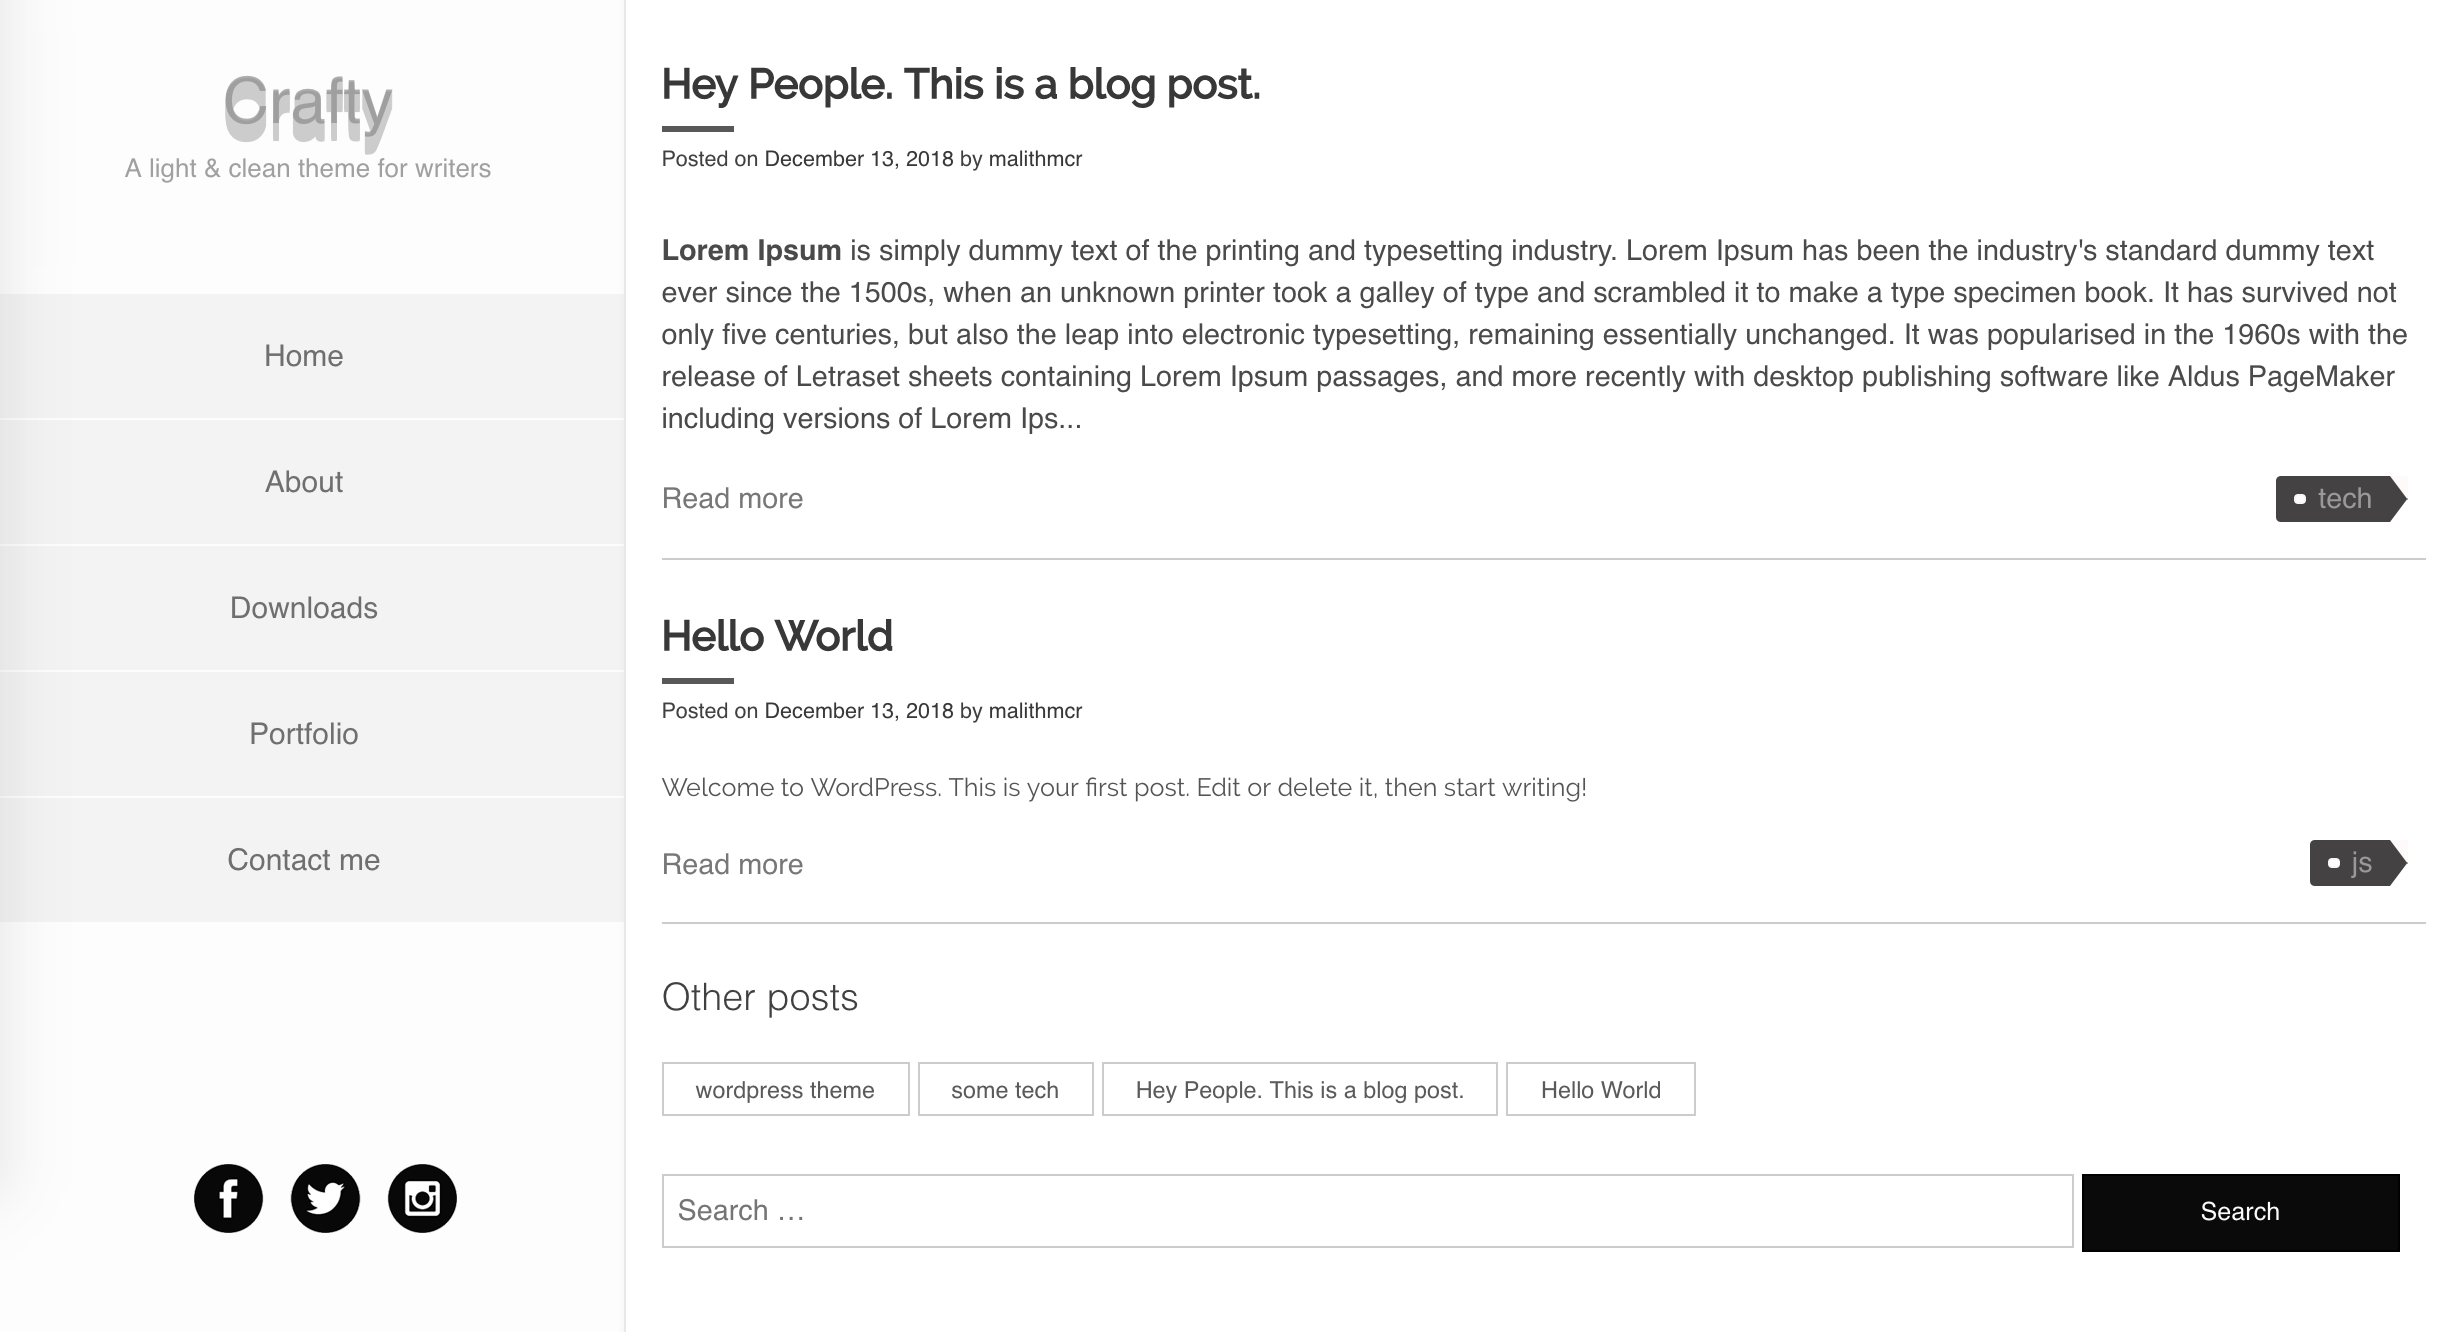 Crafty
A light & clean theme for writers
Home
About
Downloads
Portfolio
Contact me
Hey People. This is a blog post.
Posted on December 13, 2018 by malithmcr
Lorem Ipsum is simply dummy text of the printing and typesetting industry. Lorem Ipsum has been the industry's standard dummy text
ever since the 1500s, when an unknown printer took a galley of type and scrambled it to make a type specimen book. It has survived not
only five centuries, but also the leap into electronic typesetting, remaining essentially unchanged. It was popularised in the 1960s with the
release of Letraset sheets containing Lorem Ipsum passages, and more recently with desktop publishing software like Aldus PageMaker
including versions of Lorem Ips...
Read more
tech
Hello World
Posted on December 13, 2018 by malithmcr
Welcome to WordPress. This is your first post. Edit or delete it, then start writing!
Read more
js
Other posts
wordpress theme
some tech
Hey People. This is a blog post.
Hello World
Search …
Search